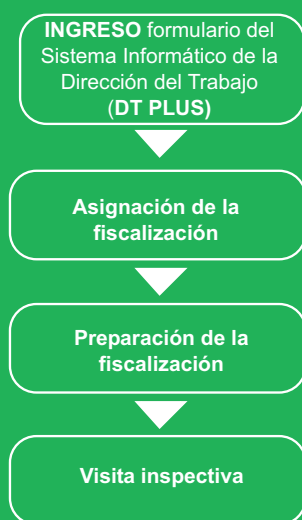 INGRESO formulario del
Sistema Informático de la
Dirección del Trabajo
(DT PLUS)
Asignación de la
fiscalización
Preparación de la
fiscalización
Visita inspectiva